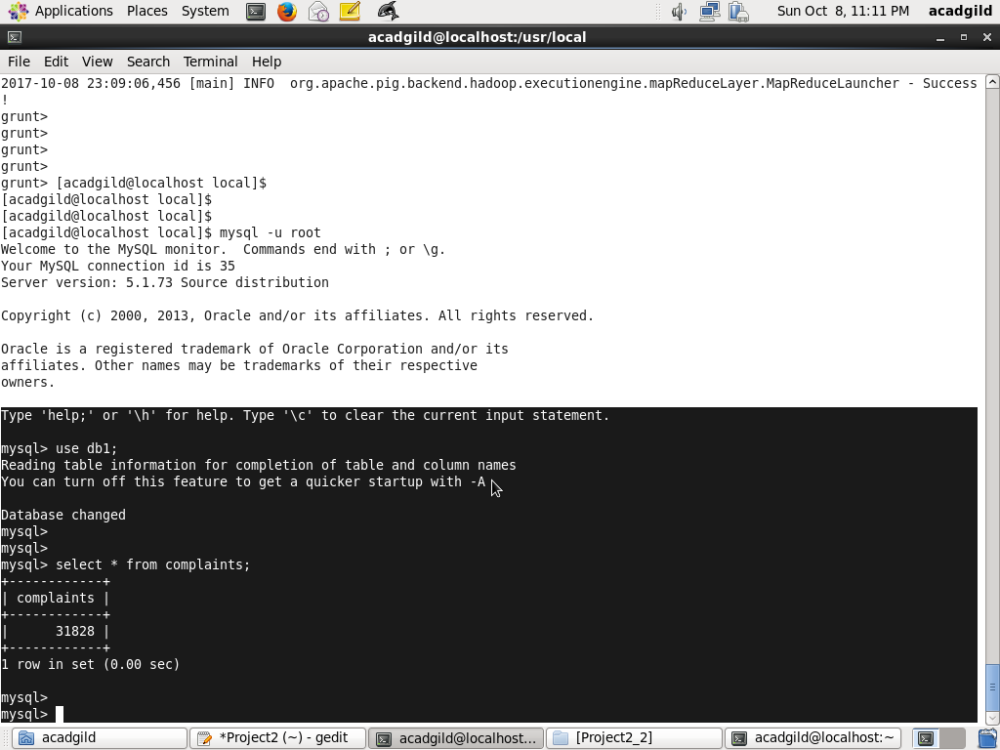 Applications Places System Sun Oct 8, 11:11 PM acadgild
acadgild@localhost:/usr/local
File Edit View Search Terminal Help
2017-10-08 23:09:06,456 [main] INFO  org.apache.pig.backend.hadoop.executionengine.mapReduceLayer.MapReduceLauncher - Success
!
grunt>
grunt>
grunt>
grunt>
grunt> [acadgild@localhost local]$
[acadgild@localhost local]$
[acadgild@localhost local]$
[acadgild@localhost local]$ mysql -u root
Welcome to the MySQL monitor.  Commands end with ; or \g.
Your MySQL connection id is 35
Server version: 5.1.73 Source distribution
Copyright (c) 2000, 2013, Oracle and/or its affiliates. All rights reserved.
Oracle is a registered trademark of Oracle Corporation and/or its
affiliates. Other names may be trademarks of their respective
owners.
Type 'help;' or '\h' for help. Type '\c' to clear the current input statement.
mysql> use db1;
Reading table information for completion of table and column names
You can turn off this feature to get a quicker startup with -A
Database changed
mysql>
mysql>
mysql> select * from complaints;
+------------+
| complaints |
+------------+
|      31828 |
+------------+
1 row in set (0.00 sec)
mysql>
mysql>
acadgild *Project2 (~) - gedit acadgild@localhost... [Project2_2] acadgild@localhost:~